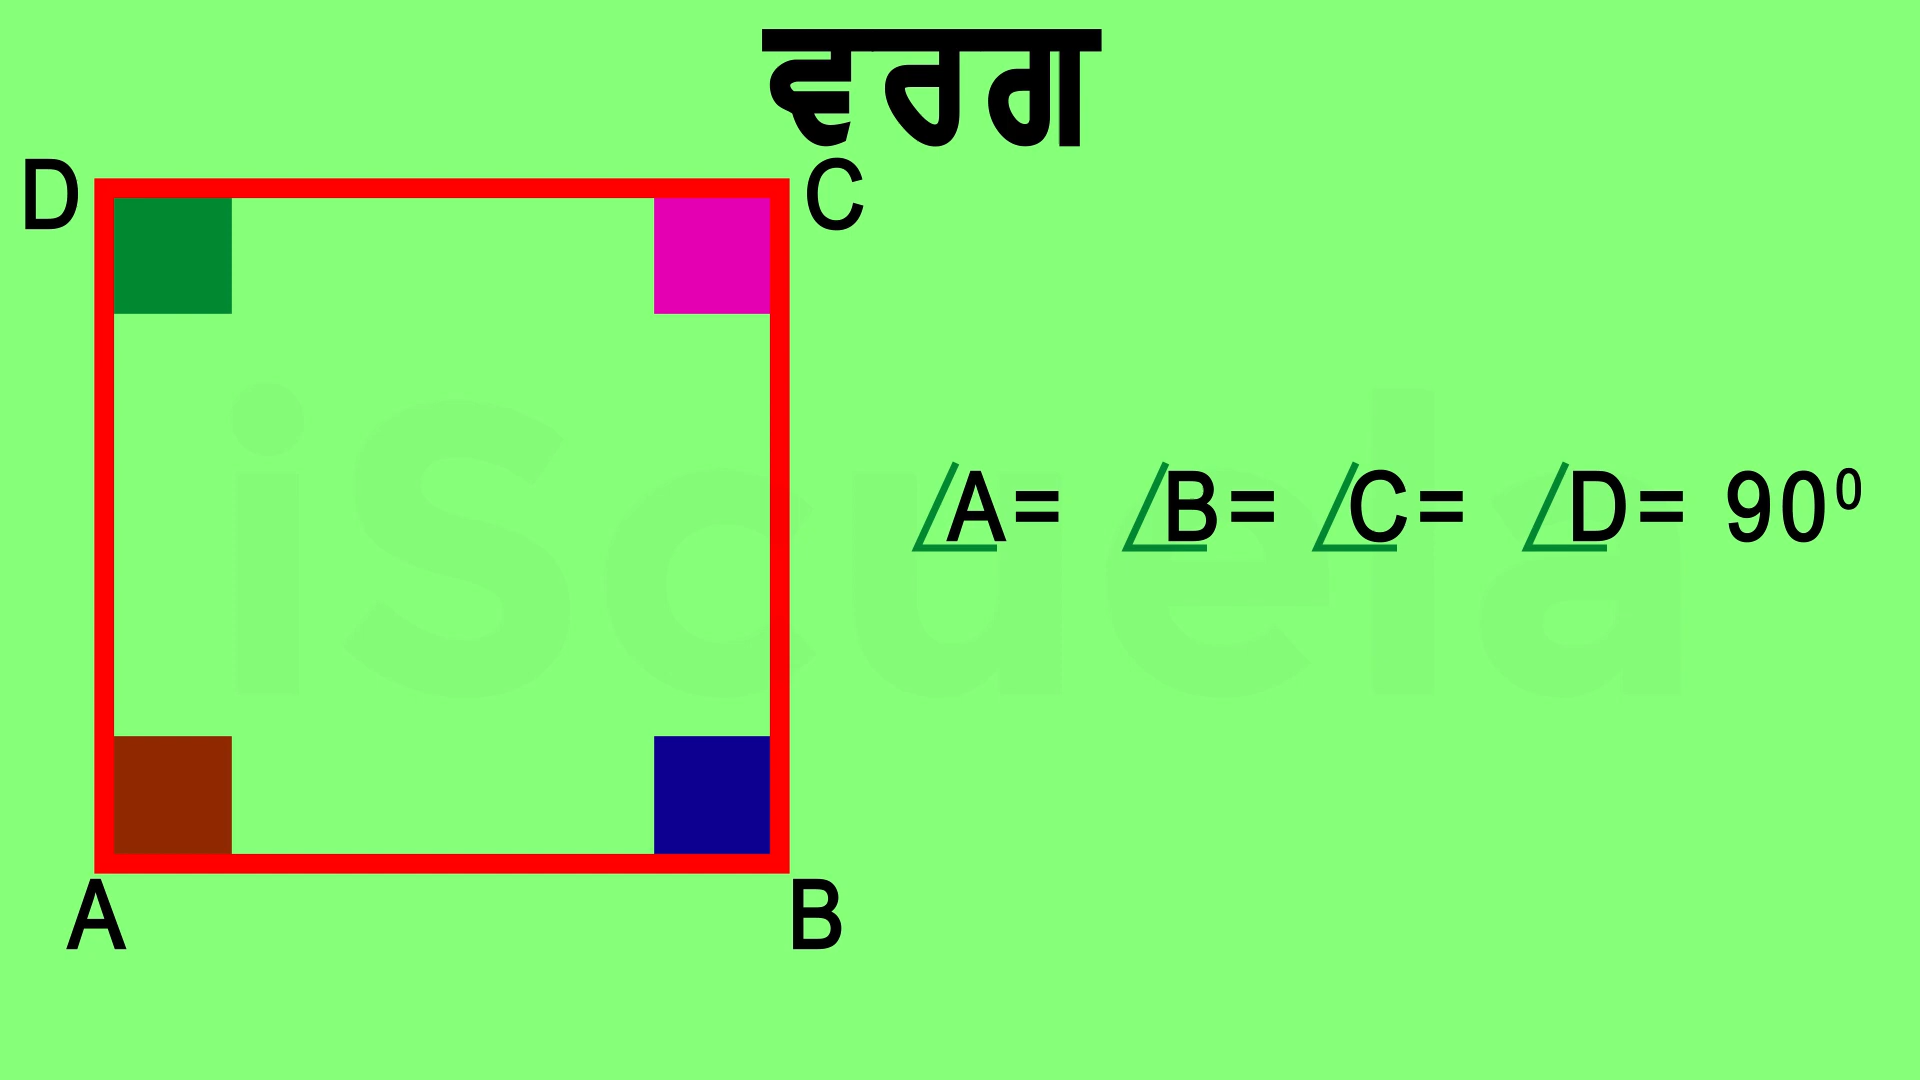 ਵਰਗ
D C
∠A= ∠B= ∠C= ∠D= 90⁰
iScuela
A B